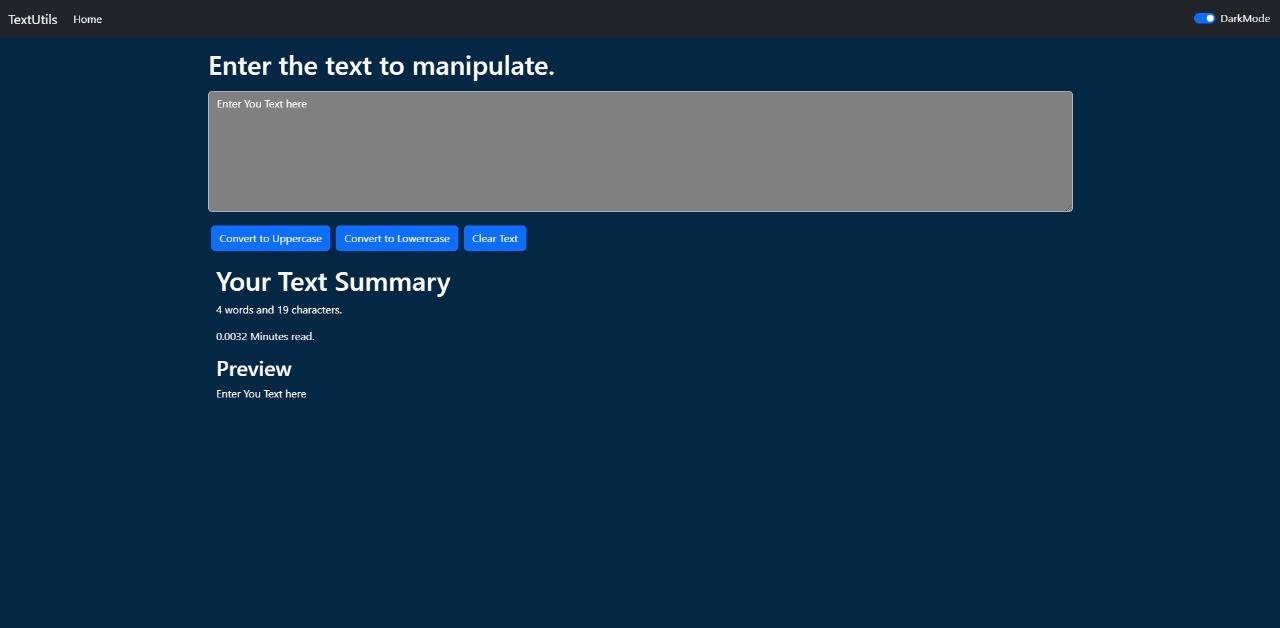 TextUtils Home DarkMode
Enter the text to manipulate.
Enter You Text here
Convert to Uppercase Convert to Lowerrcase Clear Text
Your Text Summary
4 words and 19 characters.
0.0032 Minutes read.
Preview
Enter You Text here